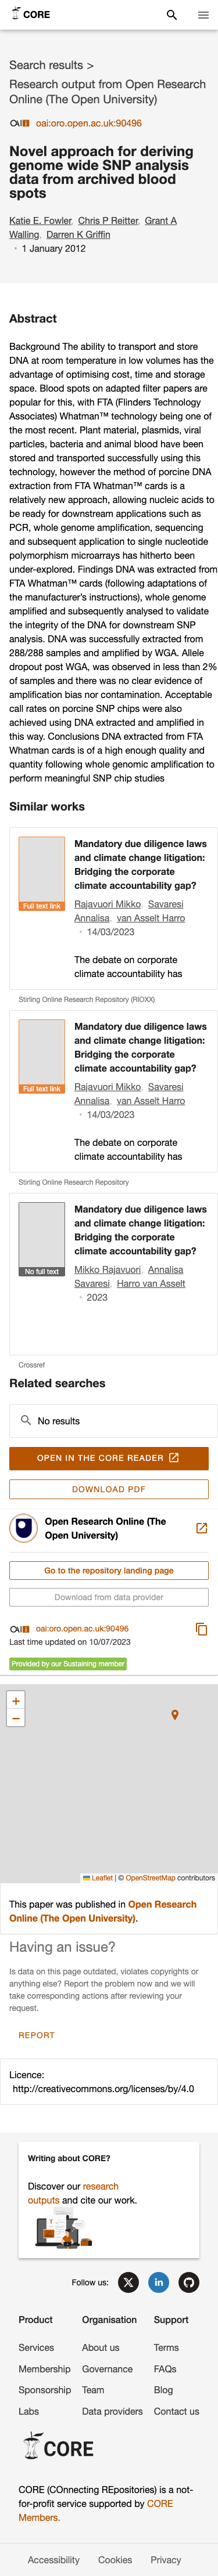 CORE
Search results >
Research output from Open Research
Online (The Open University)
OAI oai:oro.open.ac.uk:90496
Novel approach for deriving
genome wide SNP analysis
data from archived blood
spots
Katie E. Fowler, Chris P Reitter, Grant A
Walling, Darren K Griffin
• 1 January 2012
Abstract
Background The ability to transport and store
DNA at room temperature in low volumes has the
advantage of optimising cost, time and storage
space. Blood spots on adapted filter papers are
popular for this, with FTA (Flinders Technology
Associates) Whatman™ technology being one of
the most recent. Plant material, plasmids, viral
particles, bacteria and animal blood have been
stored and transported successfully using this
technology, however the method of porcine DNA
extraction from FTA Whatman™ cards is a
relatively new approach, allowing nucleic acids to
be ready for downstream applications such as
PCR, whole genome amplification, sequencing
and subsequent application to single nucleotide
polymorphism microarrays has hitherto been
under-explored. Findings DNA was extracted from
FTA Whatman™ cards (following adaptations of
the manufacturer’s instructions), whole genome
amplified and subsequently analysed to validate
the integrity of the DNA for downstream SNP
analysis. DNA was successfully extracted from
288/288 samples and amplified by WGA. Allele
dropout post WGA, was observed in less than 2%
of samples and there was no clear evidence of
amplification bias nor contamination. Acceptable
call rates on porcine SNP chips were also
achieved using DNA extracted and amplified in
this way. Conclusions DNA extracted from FTA
Whatman cards is of a high enough quality and
quantity following whole genomic amplification to
perform meaningful SNP chip studies
Similar works
Full text link
Mandatory due diligence laws
and climate change litigation:
Bridging the corporate
climate accountability gap?
Rajavuori Mikko, Savaresi
Annalisa, van Asselt Harro
• 14/03/2023
The debate on corporate
climate accountability has
Stirling Online Research Repository (RIOXX)
Full text link
Mandatory due diligence laws
and climate change litigation:
Bridging the corporate
climate accountability gap?
Rajavuori Mikko, Savaresi
Annalisa, van Asselt Harro
• 14/03/2023
The debate on corporate
climate accountability has
Stirling Online Research Repository
No full text
Mandatory due diligence laws
and climate change litigation:
Bridging the corporate
climate accountability gap?
Mikko Rajavuori, Annalisa
Savaresi, Harro van Asselt
• 2023
Crossref
Related searches
No results
OPEN IN THE CORE READER
DOWNLOAD PDF
Open Research Online (The
Open University)
Go to the repository landing page
Download from data provider
OAI oai:oro.open.ac.uk:90496
Last time updated on 10/07/2023
Provided by our Sustaining member
+
−
Leaflet | © OpenStreetMap contributors
This paper was published in Open Research
Online (The Open University).
Having an issue?
Is data on this page outdated, violates copyrights or
anything else? Report the problem now and we will
take corresponding actions after reviewing your
request.
REPORT
Licence:
http://creativecommons.org/licenses/by/4.0
Writing about CORE?
Discover our research
outputs and cite our work.
Follow us:
Product Organisation Support
Services About us Terms
Membership Governance FAQs
Sponsorship Team Blog
Labs Data providers Contact us
CORE
CORE (COnnecting REpositories) is a not-
for-profit service supported by CORE
Members.
Accessibility Cookies Privacy